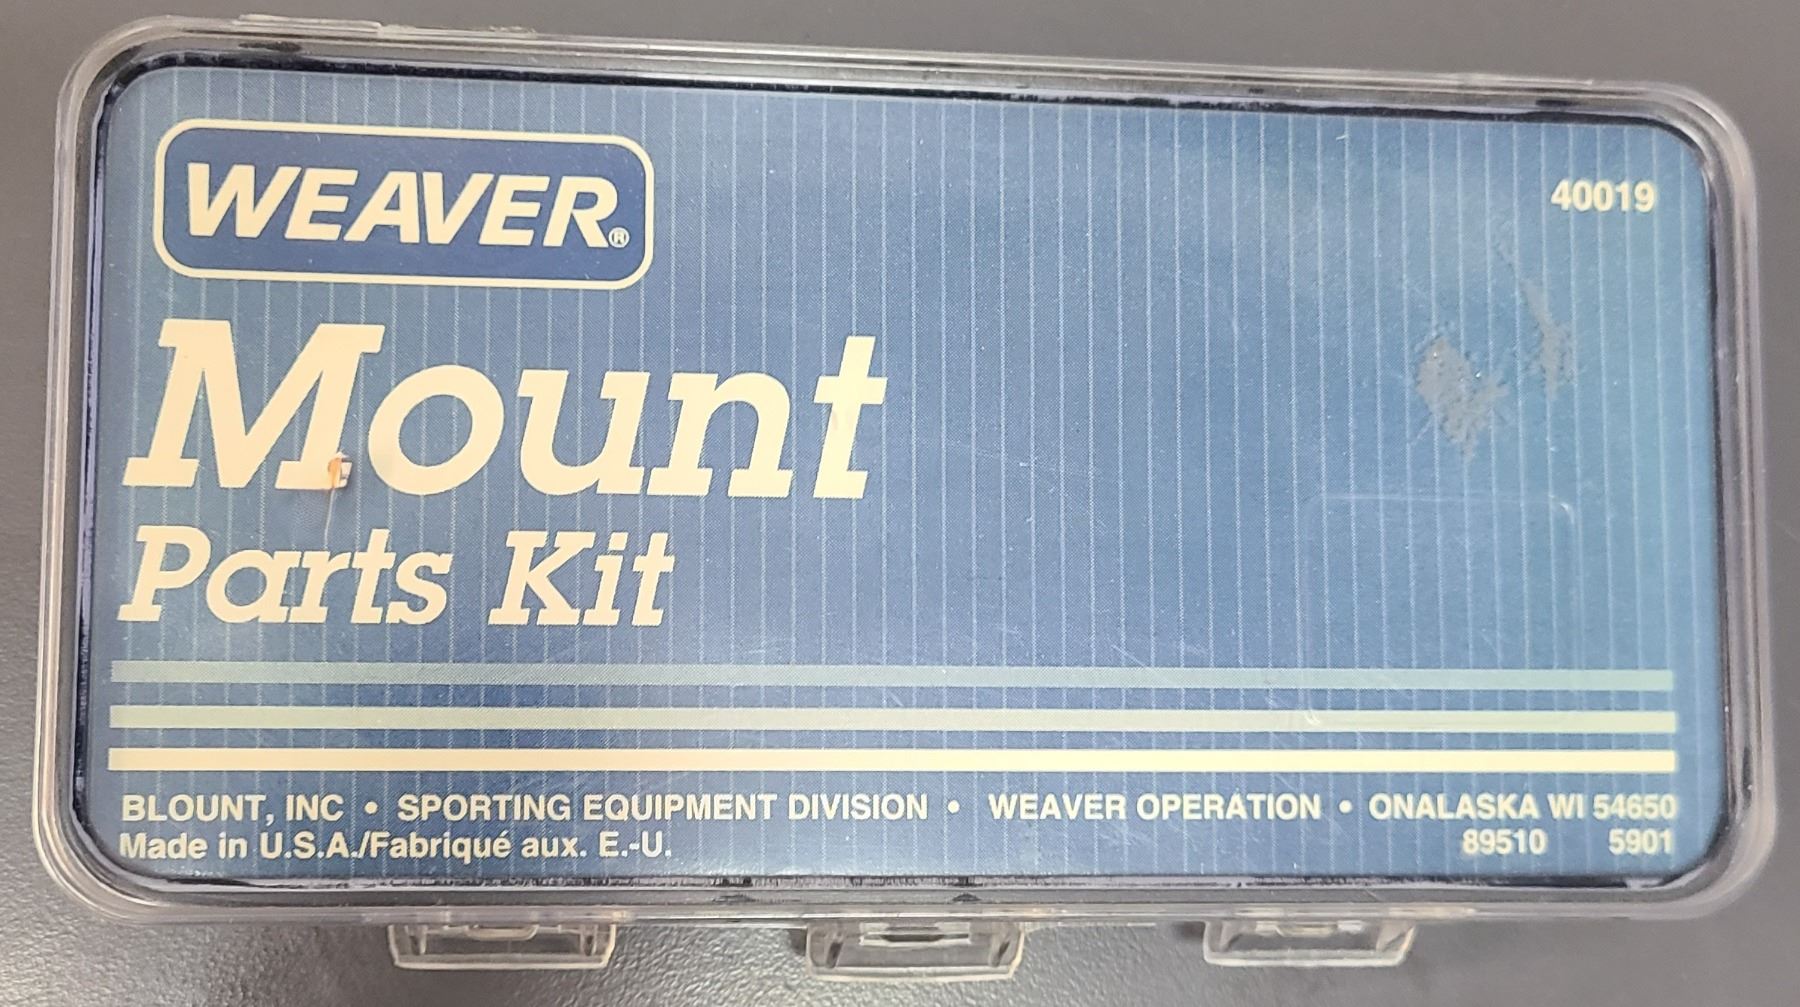 WEAVER®
40019
Mount
Parts Kit
BLOUNT, INC • SPORTING EQUIPMENT DIVISION • WEAVER OPERATION • ONALASKA WI 54650
Made in U.S.A./Fabriqué aux. E.-U. 89510 5901